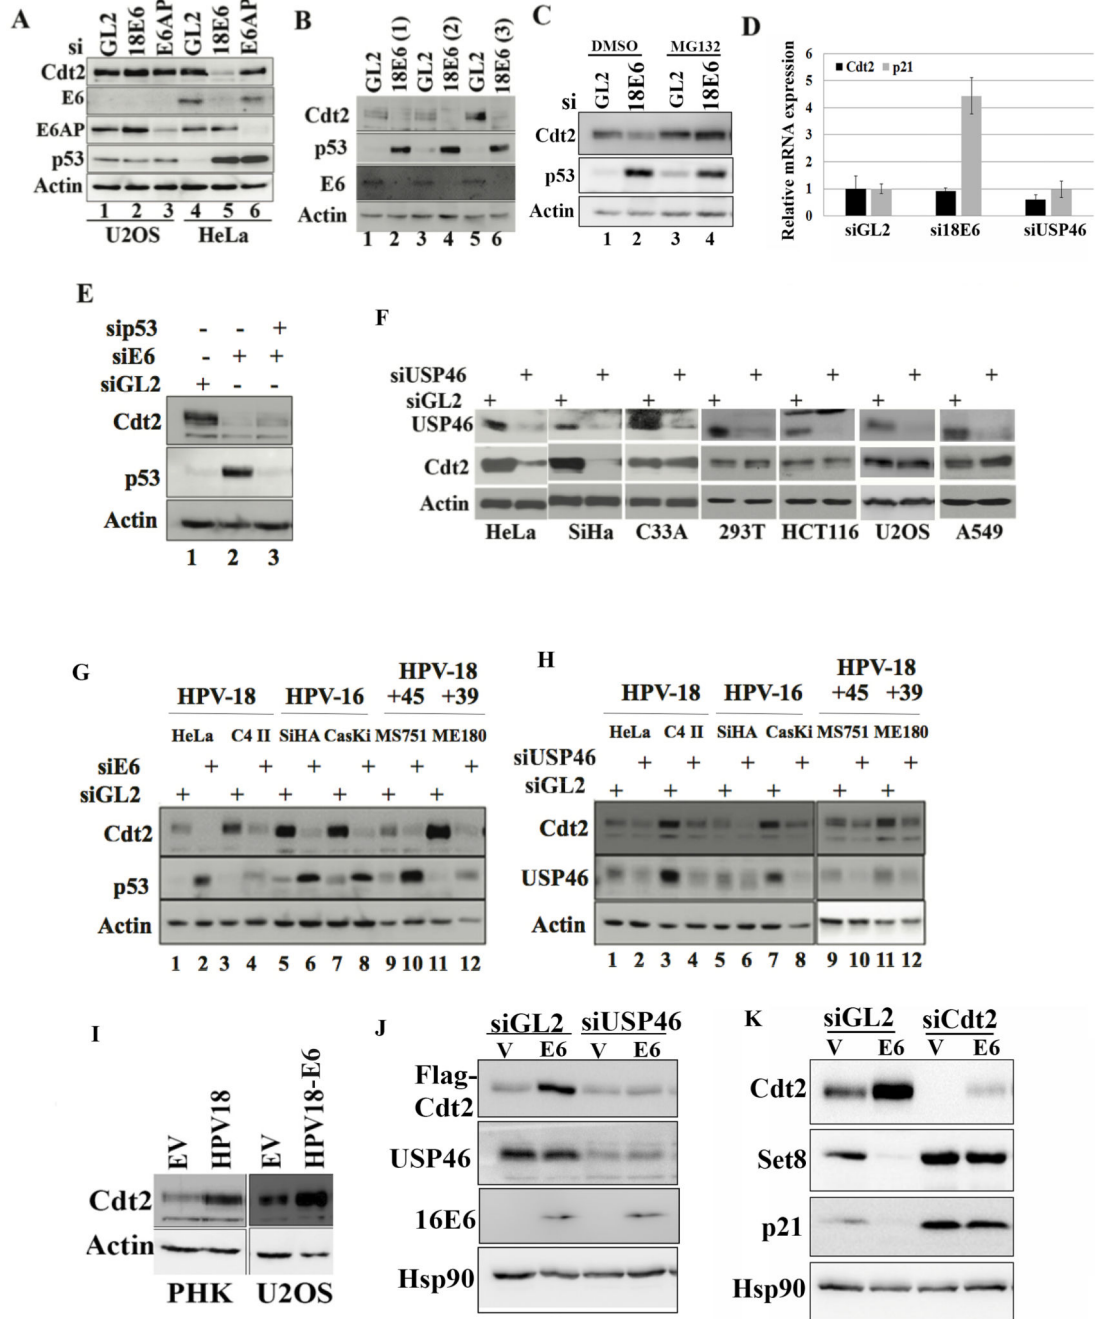 A
si GL2 18E6 E6AP GL2 18E6 E6AP
Cdt2
E6
E6AP
p53
Actin
1 2 3 4 5 6
U2OS HeLa
B
GL2 18E6 (1) GL2 18E6 (2) GL2 18E6 (3)
Cdt2
p53
E6
Actin
1 2 3 4 5 6
C
DMSO MG132
si GL2 18E6 GL2 18E6
Cdt2
p53
Actin
1 2 3 4
D
Relative mRNA expression
Cdt2 p21
6
5
4
3
2
1
0
siGL2 si18E6 siUSP46
E
sip53 - - +
siE6 - + +
siGL2 + - -
Cdt2
p53
Actin
1 2 3
F
siUSP46 + + + + + + +
siGL2 + + + + + + +
USP46
Cdt2
Actin
HeLa SiHa C33A 293T HCT116 U2OS A549
G
HPV-18 HPV-16 HPV-18
+45 +39
HeLa C4 II SiHA CasKi MS751 ME180
siE6 + + + + + +
siGL2 + + + + + +
Cdt2
p53
Actin
1 2 3 4 5 6 7 8 9 10 11 12
H
HPV-18 HPV-16 HPV-18
+45 +39
HeLa C4 II SiHA CasKi MS751 ME180
siUSP46 + + + + + +
siGL2 + + + + + +
Cdt2
USP46
Actin
1 2 3 4 5 6 7 8 9 10 11 12
I
EV HPV18 EV HPV18-E6
Cdt2
Actin
PHK U2OS
J
siGL2 siUSP46
V E6 V E6
Flag-
Cdt2
USP46
16E6
Hsp90
K
siGL2 siCdt2
V E6 V E6
Cdt2
Set8
p21
Hsp90